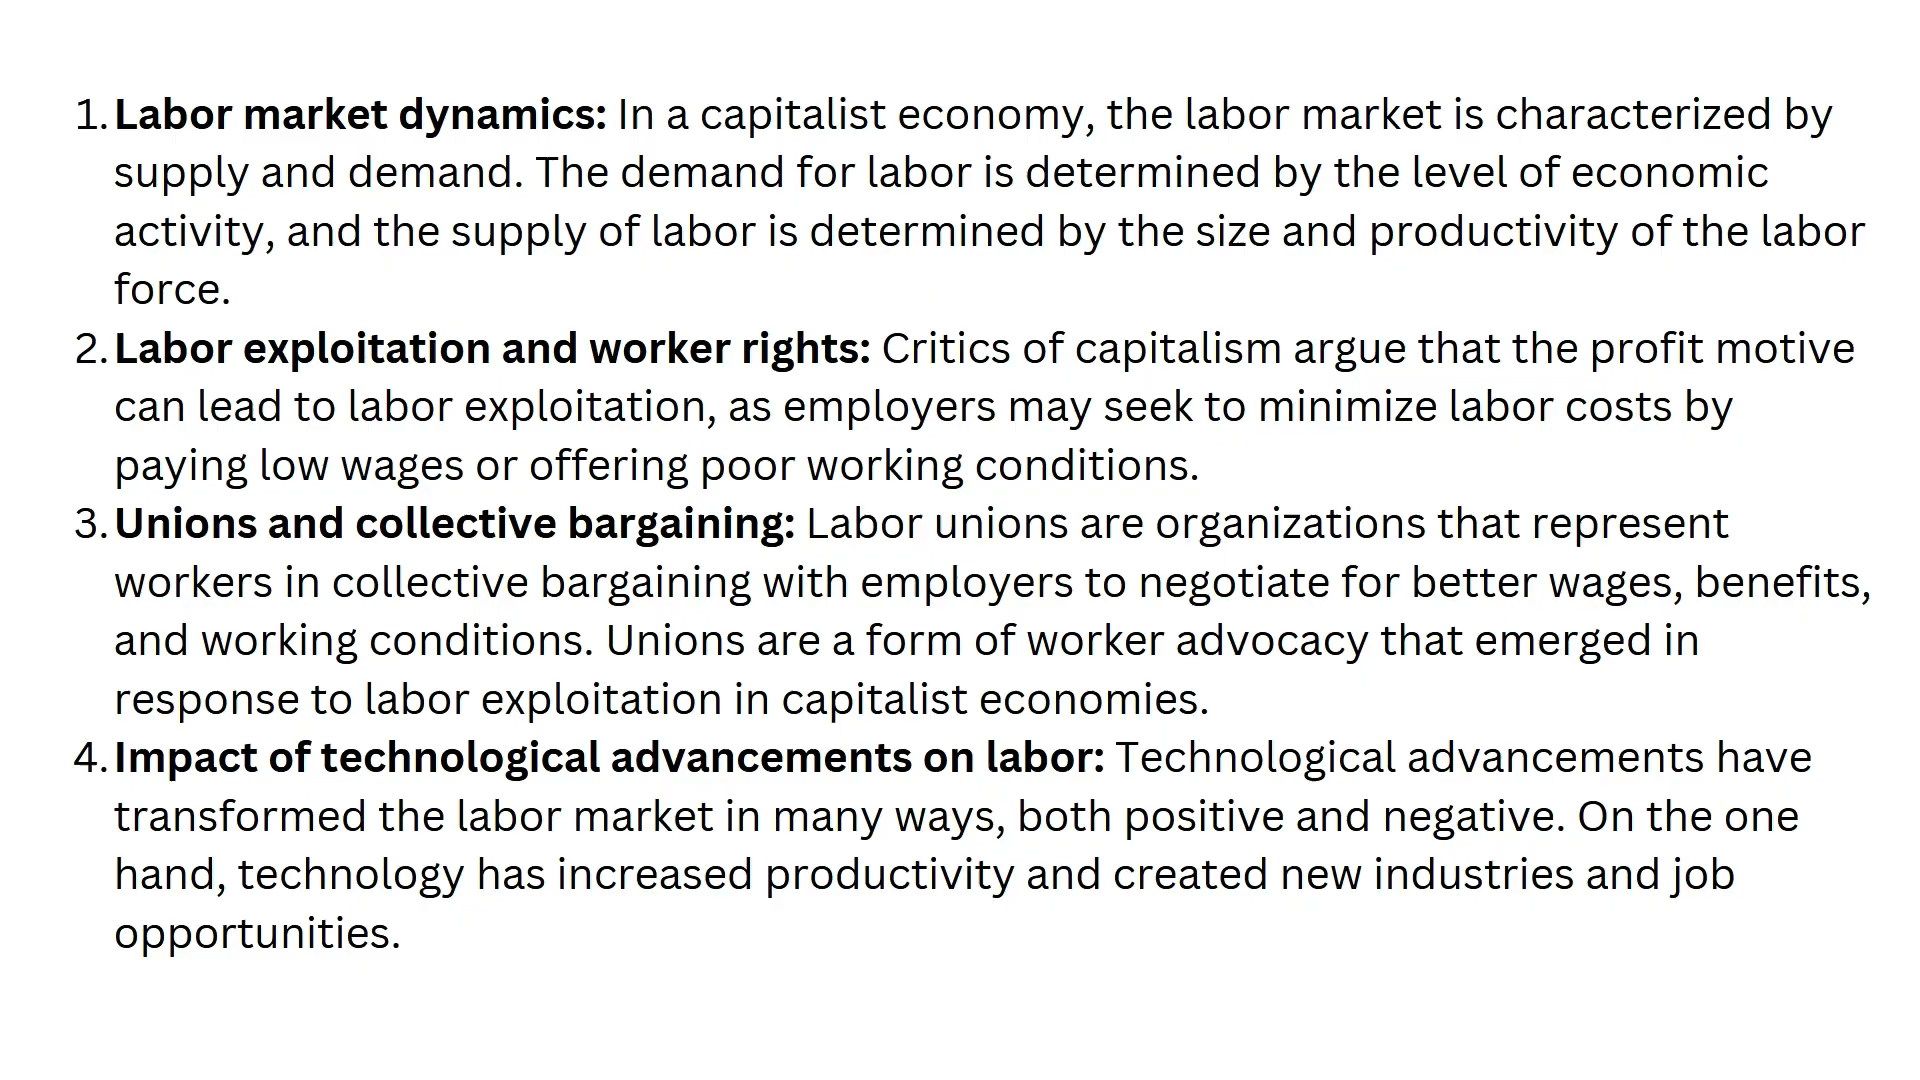 1. Labor market dynamics: In a capitalist economy, the labor market is characterized by
supply and demand. The demand for labor is determined by the level of economic
activity, and the supply of labor is determined by the size and productivity of the labor
force.
2. Labor exploitation and worker rights: Critics of capitalism argue that the profit motive
can lead to labor exploitation, as employers may seek to minimize labor costs by
paying low wages or offering poor working conditions.
3. Unions and collective bargaining: Labor unions are organizations that represent
workers in collective bargaining with employers to negotiate for better wages, benefits,
and working conditions. Unions are a form of worker advocacy that emerged in
response to labor exploitation in capitalist economies.
4. Impact of technological advancements on labor: Technological advancements have
transformed the labor market in many ways, both positive and negative. On the one
hand, technology has increased productivity and created new industries and job
opportunities.